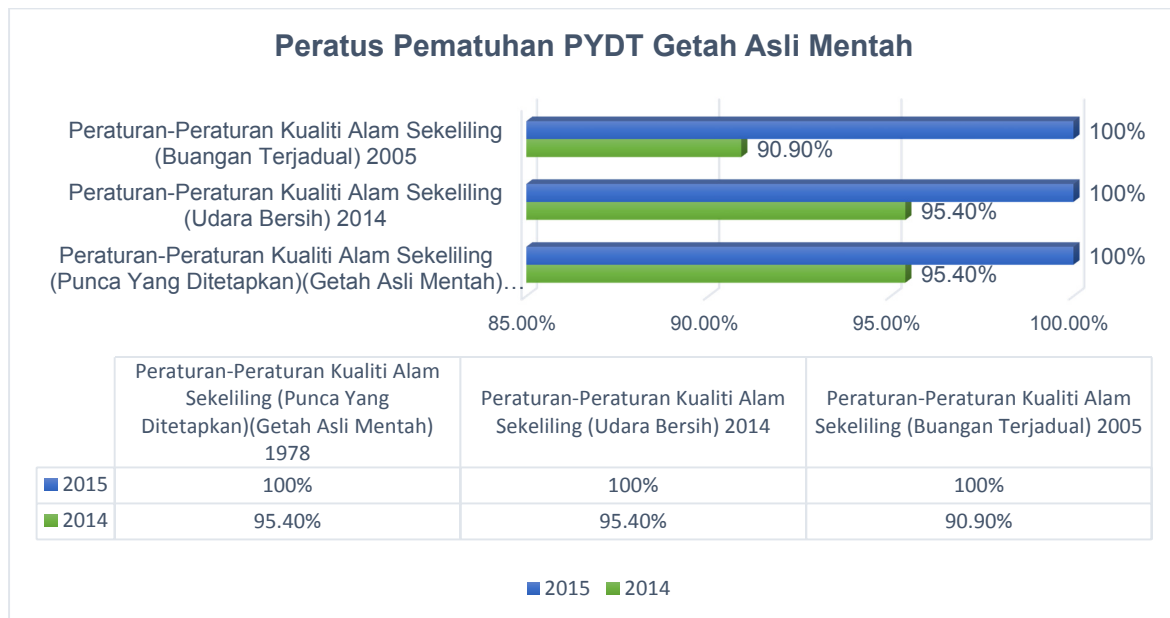 Peratus Pematuhan PYDT Getah Asli Mentah
Peraturan-Peraturan Kualiti Alam Sekeliling
(Buangan Terjadual) 2005
100%
90.90%
Peraturan-Peraturan Kualiti Alam Sekeliling
(Udara Bersih) 2014
100%
95.40%
Peraturan-Peraturan Kualiti Alam Sekeliling
(Punca Yang Ditetapkan)(Getah Asli Mentah)…
100%
95.40%
85.00% 90.00% 95.00% 100.00%
Peraturan-Peraturan Kualiti Alam
Sekeliling (Punca Yang
Ditetapkan)(Getah Asli Mentah)
1978
Peraturan-Peraturan Kualiti Alam
Sekeliling (Udara Bersih) 2014
Peraturan-Peraturan Kualiti Alam
Sekeliling (Buangan Terjadual) 2005
2015 100% 100% 100%
2014 95.40% 95.40% 90.90%
2015 2014